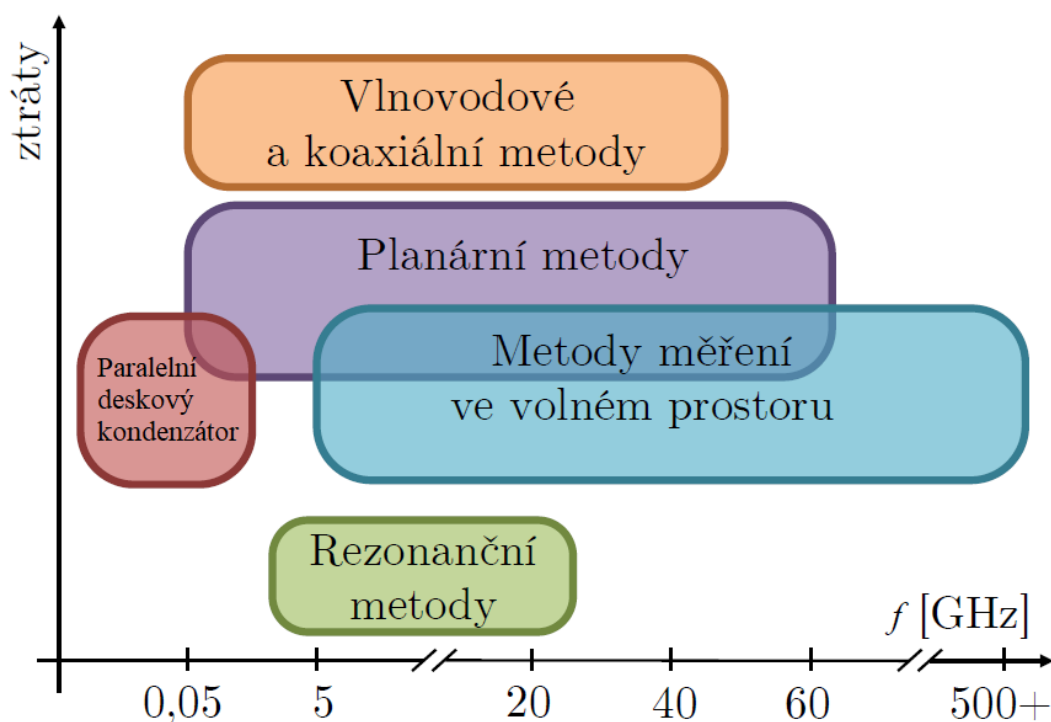 ztráty
Vlnovodové
a koaxiální metody
Planární metody
Paralelní
deskový
kondenzátor
Metody měření
ve volném prostoru
Rezonanční
metody
f [GHz]
0,05 5 20 40 60 500+